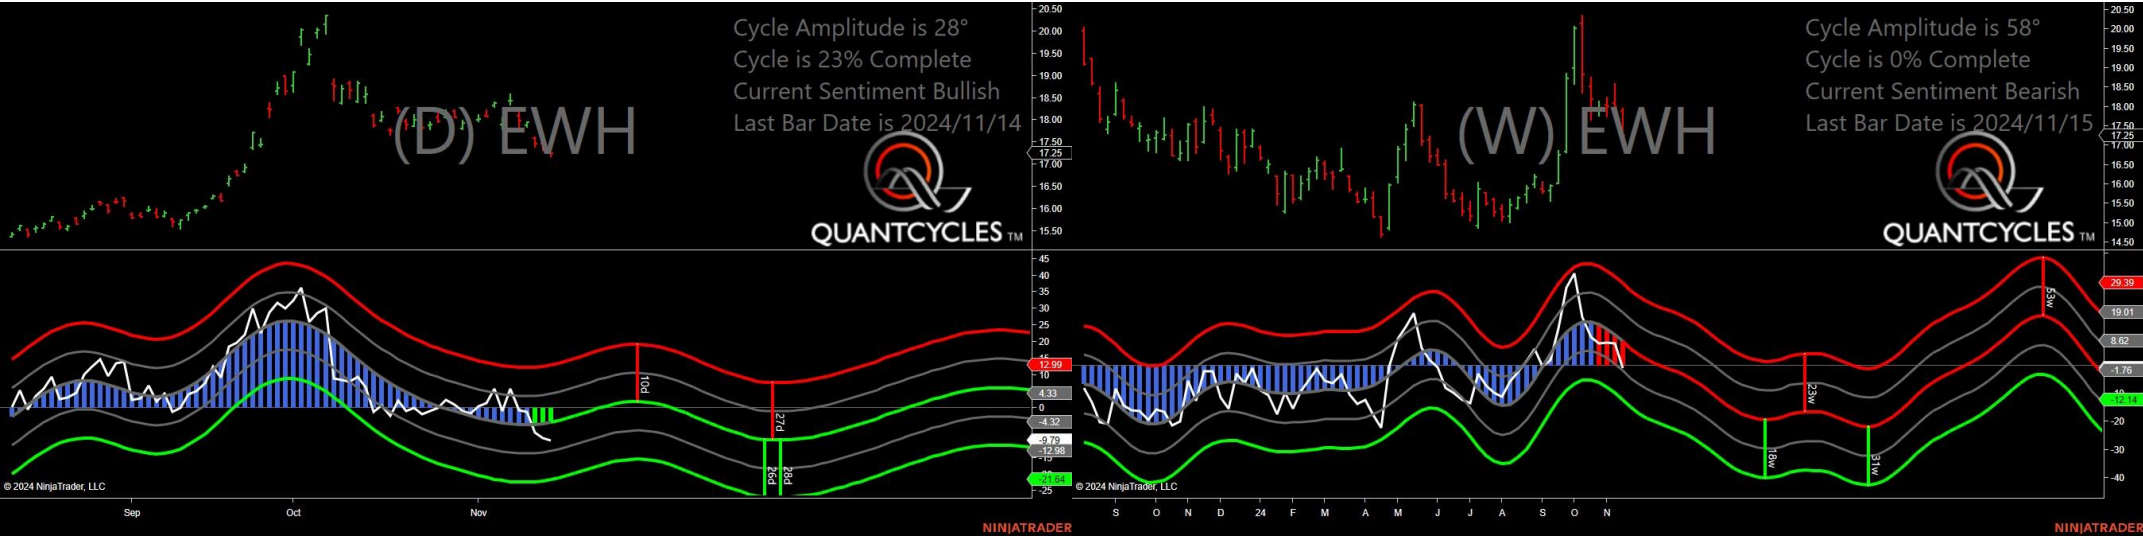 Cycle Amplitude is 28°
Cycle is 23% Complete
Current Sentiment Bullish
Last Bar Date is 2024/11/14
(D) EWH
QUANTCYCLES TM
20.50
20.00
19.50
19.00
18.50
18.00
17.50
17.25
17.00
16.50
16.00
15.50
45
40
35
30
25
20
15
12.99
10
4.33
0
-4.32
-9.79
-12.98
-15
-21.64
-25
10d
27d
26d
28d
© 2024 NinjaTrader, LLC
Sep
Oct
Nov
NINJATRADER
Cycle Amplitude is 58°
Cycle is 0% Complete
Current Sentiment Bearish
Last Bar Date is 2024/11/15
(W) EWH
QUANTCYCLES TM
20.50
20.00
19.50
19.00
18.50
18.00
17.50
17.25
17.00
16.50
16.00
15.50
15.00
14.50
29.39
19.01
8.62
-1.76
-12.14
-20
-30
-40
53w
23w
18w
31w
© 2024 NinjaTrader, LLC
S
O
N
D
24
F
M
A
M
J
J
A
S
O
N
NINJATRADER